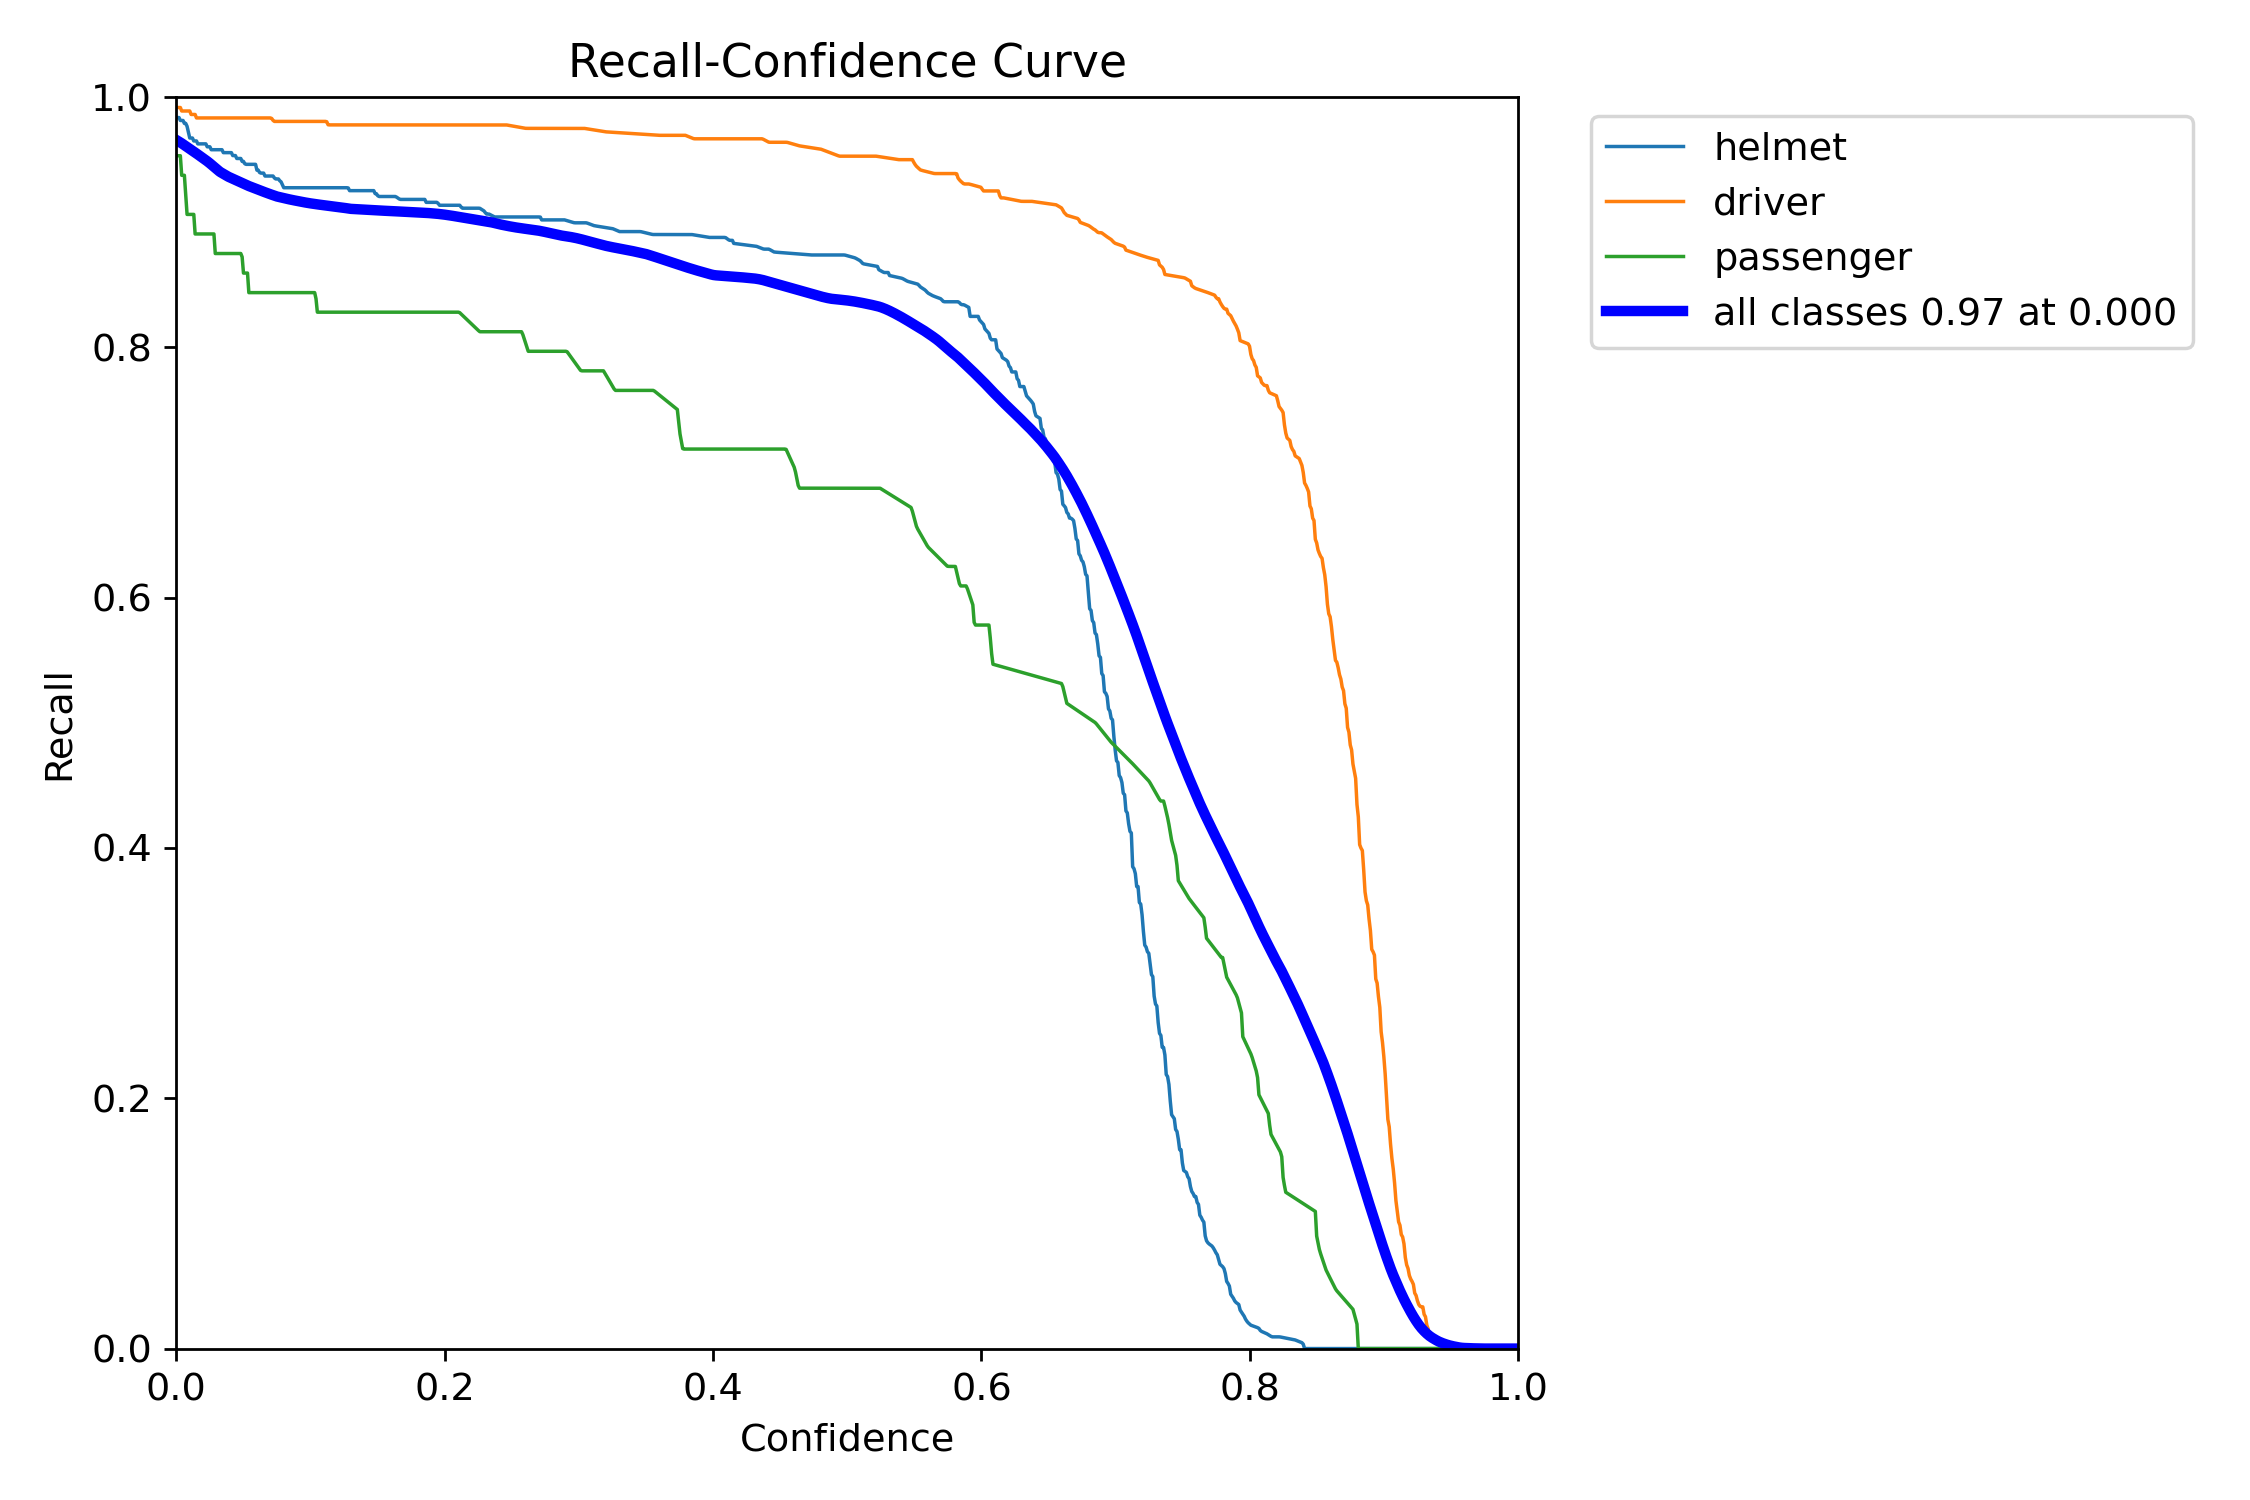 Recall-Confidence Curve
1.0
0.8
0.6
0.4
0.2
0.0
Recall
0.0 0.2 0.4 0.6 0.8 1.0
Confidence
helmet
driver
passenger
all classes 0.97 at 0.000